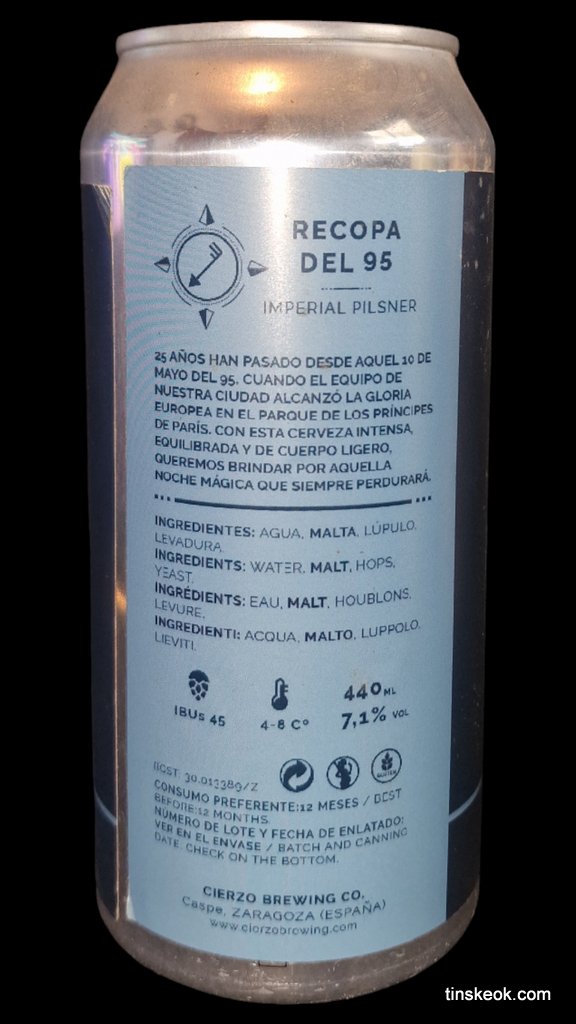 RECOPA
DEL 95
IMPERIAL PILSNER
25 AÑOS HAN PASADO DESDE AQUEL 10 DE
MAYO DEL 95, CUANDO EL EQUIPO DE
NUESTRA CIUDAD ALCANZÓ LA GLORIA
EUROPEA EN EL PARQUE DE LOS PRÍNCIPES
DE PARÍS. CON ESTA CERVEZA INTENSA,
EQUILIBRADA Y DE CUERPO LIGERO,
QUEREMOS BRINDAR POR AQUELLA
NOCHE MÁGICA QUE SIEMPRE PERDURARÁ.
INGREDIENTES: AGUA, MALTA, LÚPULO,
LEVADURA.
INGREDIENTS: WATER, MALT, HOPS,
YEAST.
INGRÉDIENTS: EAU, MALT, HOUBLONS,
LEVURE.
INGREDIENTI: ACQUA, MALTO, LUPPOLO,
LIEVITI.
IBUs 45
4-8 Cº
440 ML
7,1% VOL
GLUTEN
30.013389/Z
CONSUMO PREFERENTE:12 MESES / BEST
BEFORE:12 MONTHS.
NÚMERO DE LOTE Y FECHA DE ENLATADO:
VER EN EL ENVASE / BATCH AND CANNING
DATE. CHECK ON THE BOTTOM.
CIERZO BREWING CO.
Caspe, ZARAGOZA (ESPAÑA)
www.cierzobrewing.com
tinskeok.com